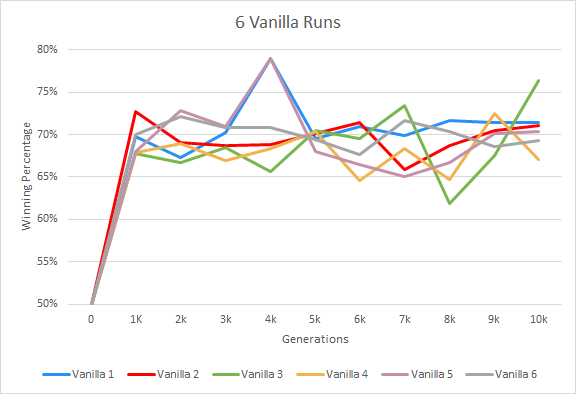 6 Vanilla Runs
80%
75%
70%
65%
60%
55%
50%
Winning Percentage
0 1K 2k 3k 4k 5k 6k 7k 8k 9k 10k
Generations
Vanilla 1 Vanilla 2 Vanilla 3 Vanilla 4 Vanilla 5 Vanilla 6